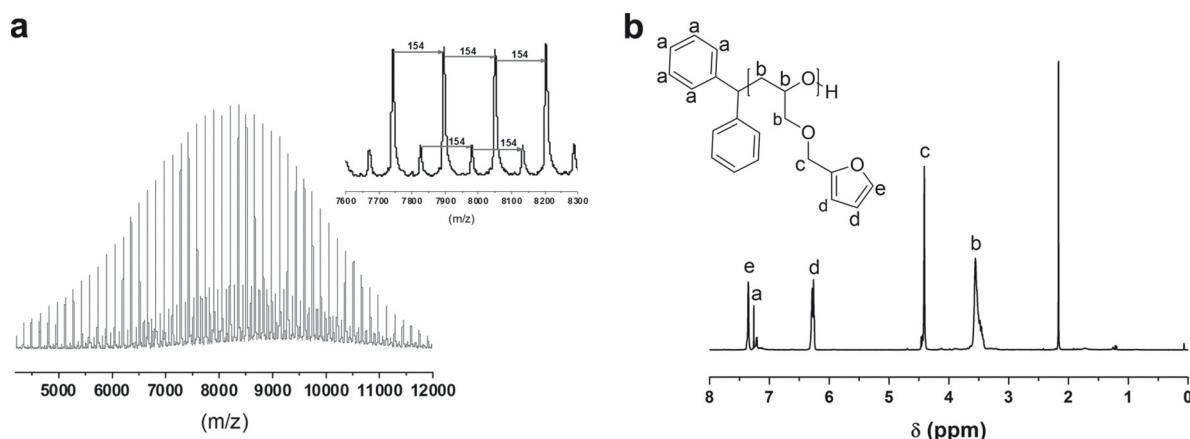 a
154
154
154
154
154
7600 7700 7800 7900 8000 8100 8200 8300
(m/z)
5000 6000 7000 8000 9000 10000 11000 12000
(m/z)
b
a
a
a
a
a
b
b
O
H
b
O
c
O
e
d
d
c
b
e
d
a
8 7 6 5 4 3 2 1 0
δ (ppm)